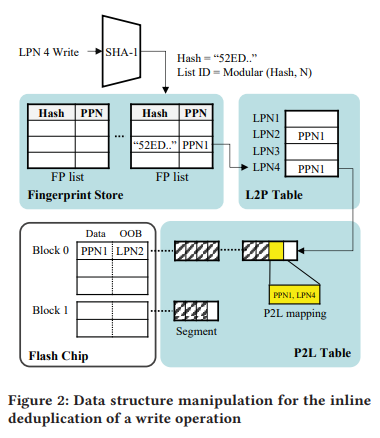 LPN 4 Write
SHA-1
Hash = “52ED..”
List ID = Modular (Hash, N)
Hash PPN
...
Hash PPN
“52ED..” PPN1
FP list
FP list
Fingerprint Store
LPN1
LPN2 PPN1
LPN3
LPN4 PPN1
L2P Table
Data OOB
Block 0 PPN1 LPN2
Block 1
Flash Chip
Segment
PPN1, LPN4
P2L mapping
P2L Table
Figure 2: Data structure manipulation for the inline
deduplication of a write operation